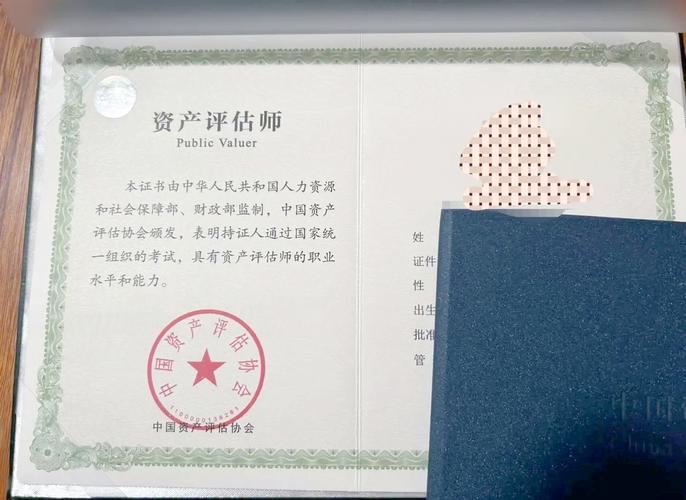 资产评估师
Public Valuer
本证书由中华人民共和国人力资源
和社会保障部、财政部监制,中国资产
评估协会颁发,表明持证人通过国家统
一组织的考试,具有资产评估师的职业
水平和能力。
中国资产评估协会
中国资产评估协会
姓
证件
性
出生
批准
管
中国
China